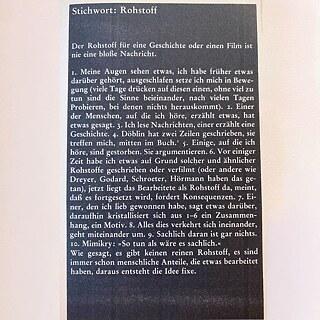 Stichwort: Rohstoff
Der Rohstoff für eine Geschichte oder einen Film ist
nie eine bloße Nachricht.
1. Meine Augen sehen etwas, ich habe früher etwas
darüber gehört, ausgeschlafen setze ich mich in Bewe-
gung (viele Tage drücken auf diesen einen, ohne viel zu
tun sind die Sinne beieinander, nach vielen Tagen
Probieren, bei denen nichts herauskommt). 2. Einer
der Menschen, auf die ich höre, erzählt etwas, hat
etwas gesagt. 3. Ich lese Nachrichten, einer erzählt eine
Geschichte. 4. Döblin hat zwei Zeilen geschrieben, sie
treffen mich, mitten im Buch. 5. Einige, auf die ich
höre, sind gestorben. Sie argumentieren. 6. Vor einiger
Zeit habe ich etwas auf Grund solcher und ähnlicher
Rohstoffe geschrieben oder verfilmt (oder andere wie
Dreyer, Godard, Schroeter, Hörmann haben das ge-
tan), jetzt liegt das Bearbeitete als Rohstoff da, meint,
daß es fortgesetzt wird, fordert Konsequenzen. 7. Ei-
ner, den ich lieb gewonnen habe, sagt etwas darüber,
daraufhin kristallisiert sich aus 1–6 ein Zusammen-
hang, ein Motiv. 8. Alles dies verkehrt sich ineinander,
geht miteinander um. 9. Sachlich daran ist gar nichts.
10. Mimikry: »So tun als wäre es sachlich.«
Wie gesagt, es gibt keinen reinen Rohstoff, es sind
immer schon menschliche Anteile, die etwas bearbeitet
haben, daraus entsteht die Idee fixe.